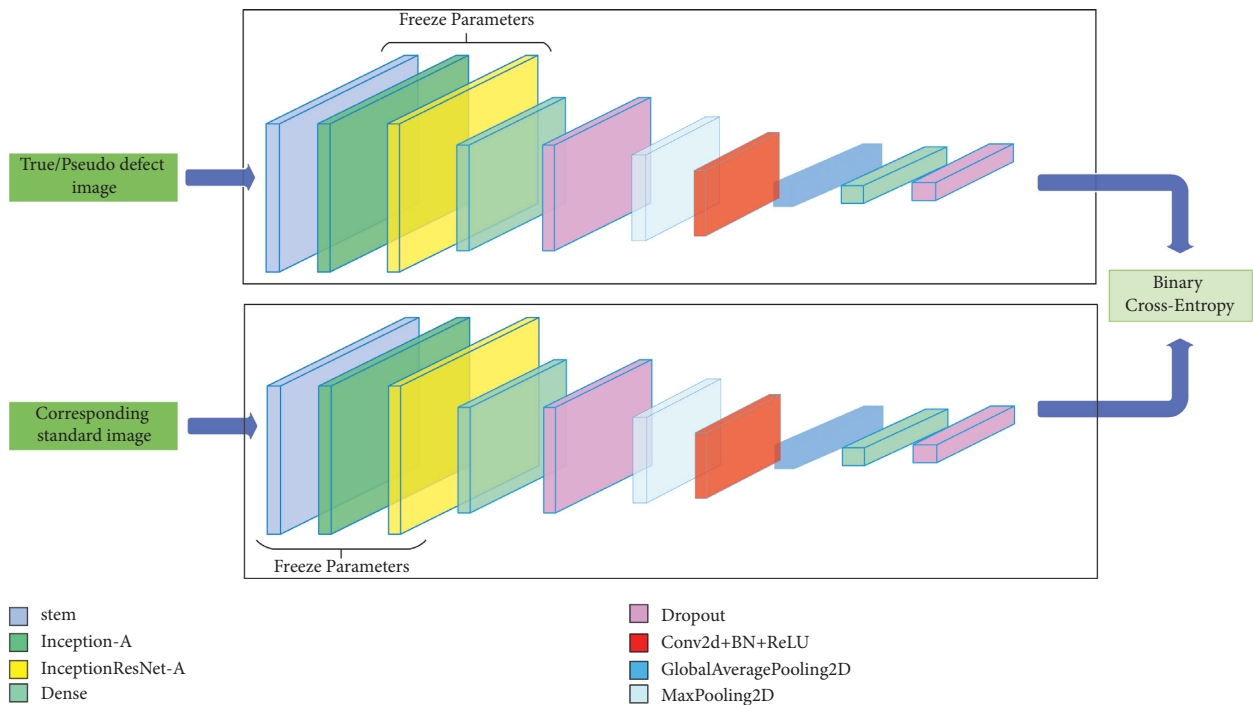 Freeze Parameters
True/Pseudo defect
image
Binary
Cross-Entropy
Corresponding
standard image
Freeze Parameters
stem
Inception-A
InceptionResNet-A
Dense
Dropout
Conv2d+BN+ReLU
GlobalAveragePooling2D
MaxPooling2D